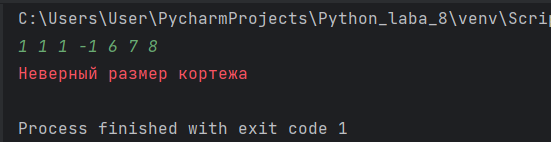 C:\Users\User\PycharmProjects\Python_laba_8\venv\Scrip
1 1 1 -1 6 7 8
Неверный размер кортежа
Process finished with exit code 1